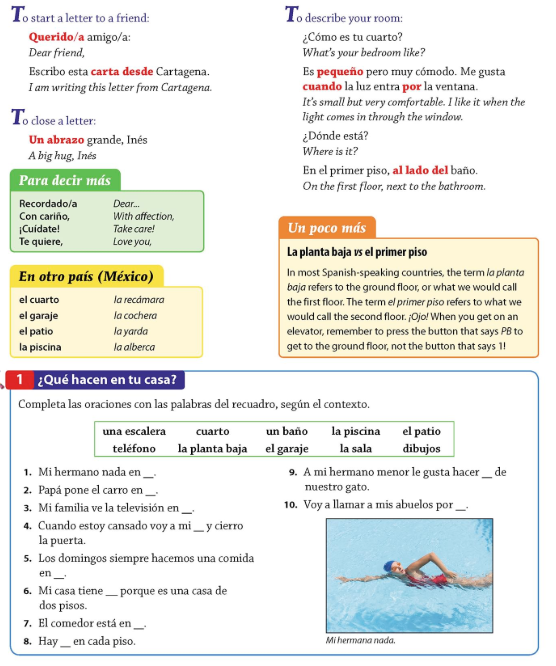 To start a letter to a friend:
Querido/a amigo/a:
Dear friend,
Escribo esta carta desde Cartagena.
I am writing this letter from Cartagena.
To close a letter:
Un abrazo grande, Inés
A big hug, Inés
Para decir más
Recordado/a Dear...
Con cariño, With affection,
¡Cuídate! Take care!
Te quiere, Love you,
En otro país (México)
el cuarto la recámara
el garaje la cochera
el patio la yarda
la piscina la alberca
To describe your room:
¿Cómo es tu cuarto?
What's your bedroom like?
Es pequeño pero muy cómodo. Me gusta
cuando la luz entra por la ventana.
It's small but very comfortable. I like it when the
light comes in through the window.
¿Dónde está?
Where is it?
En el primer piso, al lado del baño.
On the first floor, next to the bathroom.
Un poco más
La planta baja vs el primer piso
In most Spanish-speaking countries, the term la planta
baja refers to the ground floor, or what we would call
the first floor. The term el primer piso refers to what we
would call the second floor. ¡Ojo! When you get on an
elevator, remember to press the button that says PB to
get to the ground floor, not the button that says 1!
1 ¿Qué hacen en tu casa?
Completa las oraciones con las palabras del recuadro, según el contexto.
una escalera cuarto un baño la piscina el patio
teléfono la planta baja el garaje la sala dibujos
1. Mi hermano nada en __.
2. Papá pone el carro en __.
3. Mi familia ve la televisión en __.
4. Cuando estoy cansado voy a mi __ y cierro
la puerta.
5. Los domingos siempre hacemos una comida
en __.
6. Mi casa tiene __ porque es una casa de
dos pisos.
7. El comedor está en __.
8. Hay __ en cada piso.
9. A mi hermano menor le gusta hacer __ de
nuestro gato.
10. Voy a llamar a mis abuelos por __.
Mi hermana nada.